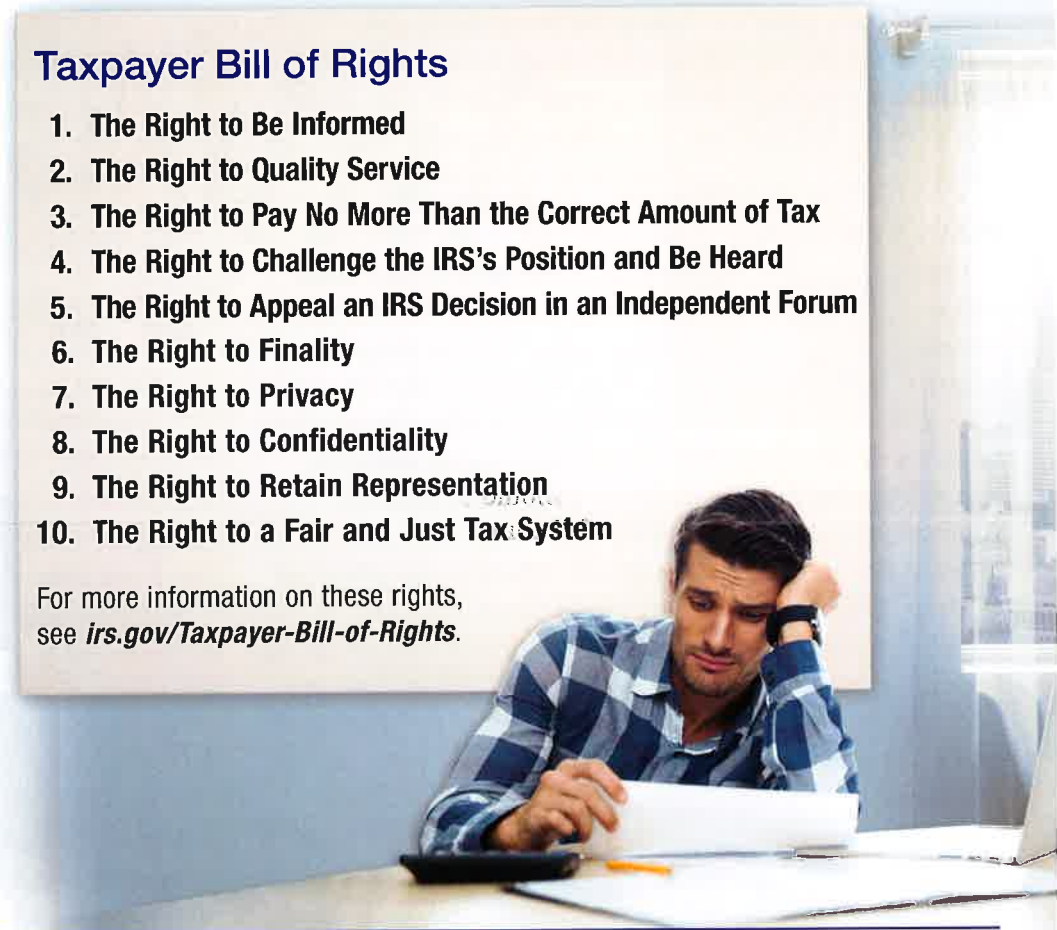 Taxpayer Bill of Rights
1. The Right to Be Informed
2. The Right to Quality Service
3. The Right to Pay No More Than the Correct Amount of Tax
4. The Right to Challenge the IRS's Position and Be Heard
5. The Right to Appeal an IRS Decision in an Independent Forum
6. The Right to Finality
7. The Right to Privacy
8. The Right to Confidentiality
9. The Right to Retain Representation
10. The Right to a Fair and Just Tax System
For more information on these rights,
see irs.gov/Taxpayer-Bill-of-Rights.